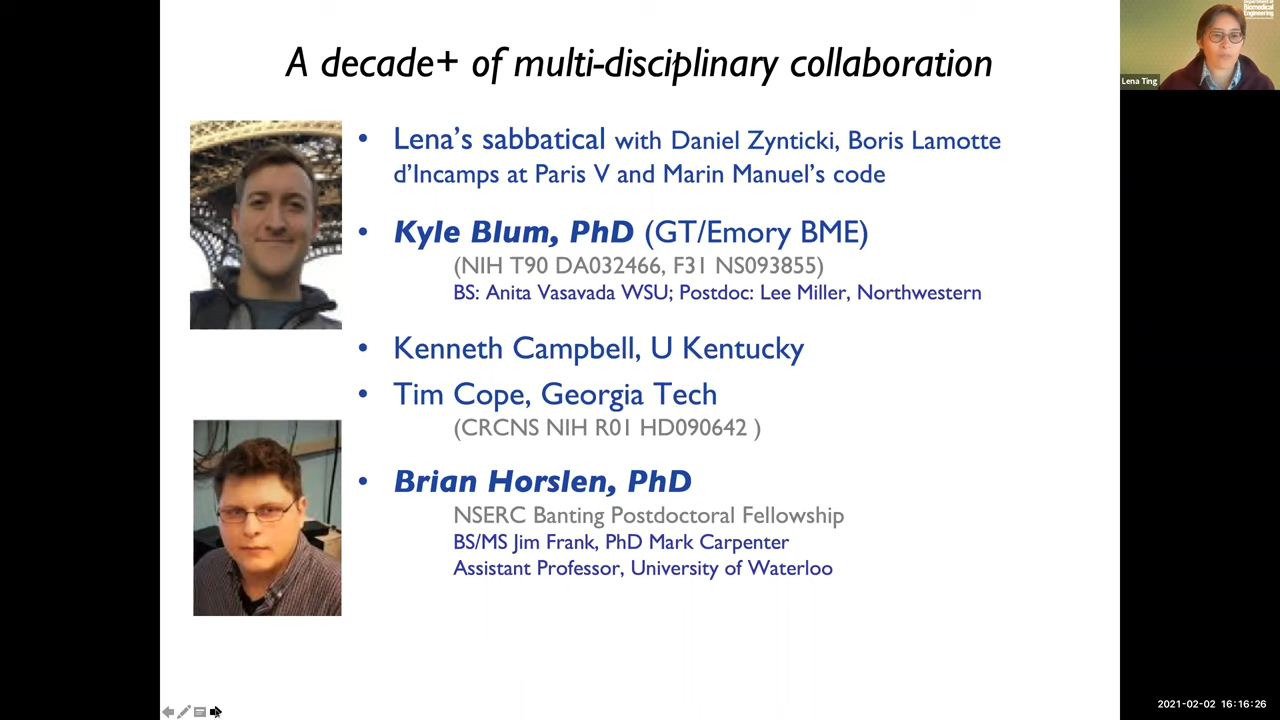 A decade+ of multi-disciplinary collaboration
• Lena's sabbatical with Daniel Zynticki, Boris Lamotte
d'Incamps at Paris V and Marin Manuel's code
• Kyle Blum, PhD (GT/Emory BME)
(NIH T90 DA032466, F31 NS093855)
BS: Anita Vasavada WSU; Postdoc: Lee Miller, Northwestern
• Kenneth Campbell, U Kentucky
• Tim Cope, Georgia Tech
(CRCNS NIH R01 HD090642 )
• Brian Horslen, PhD
NSERC Banting Postdoctoral Fellowship
BS/MS Jim Frank, PhD Mark Carpenter
Assistant Professor, University of Waterloo
Biomedical
Engineering
Lena Ting
2021-02-02 16:16:26